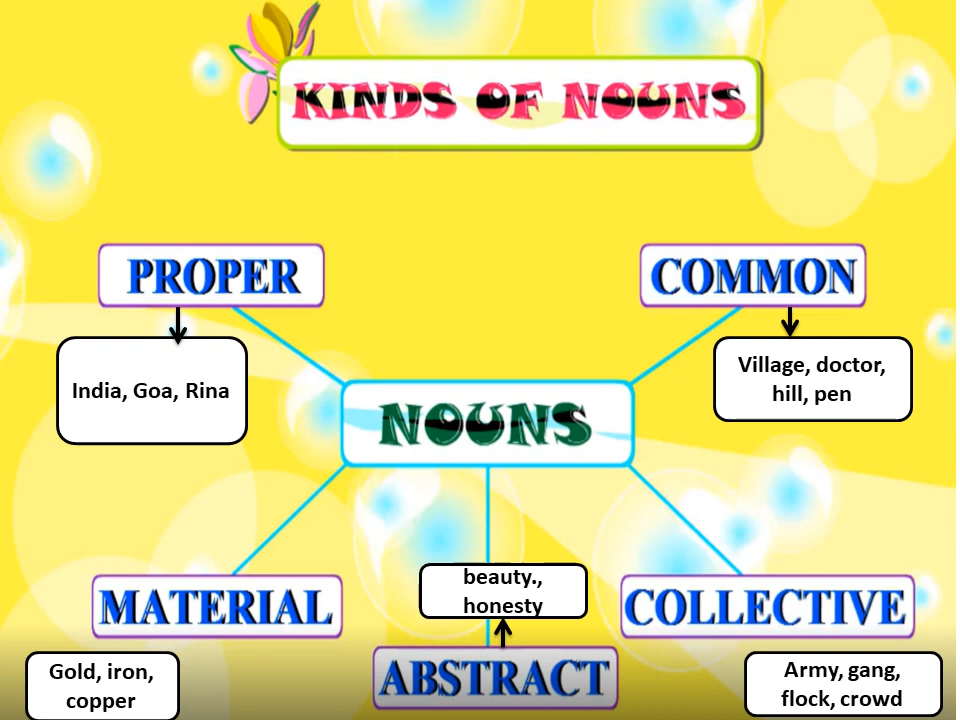 KINDS OF NOUNS
PROPER
COMMON
India, Goa, Rina
Village, doctor,
hill, pen
NOUNS
MATERIAL
beauty.,
honesty
COLLECTIVE
Gold, iron,
copper
ABSTRACT
Army, gang,
flock, crowd